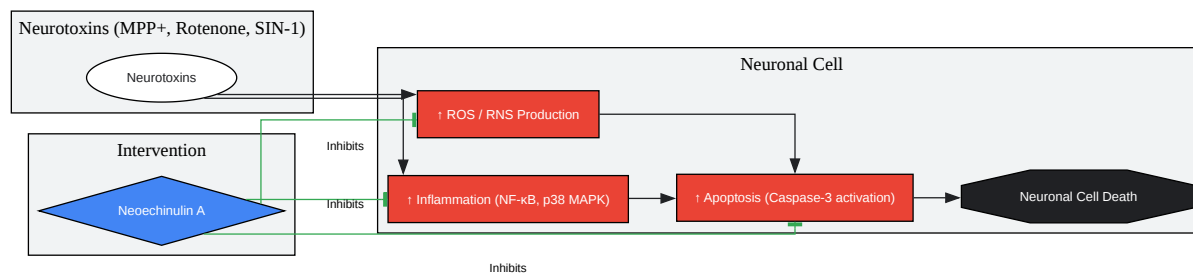 Neurotoxins (MPP+, Rotenone, SIN-1)
Neurotoxins
Neuronal Cell
↑ ROS / RNS Production
Inhibits
Intervention
Neoechinulin A
↑ Inflammation (NF-κB, p38 MAPK)
↑ Apoptosis (Caspase-3 activation)
Neuronal Cell Death
Inhibits
Inhibits